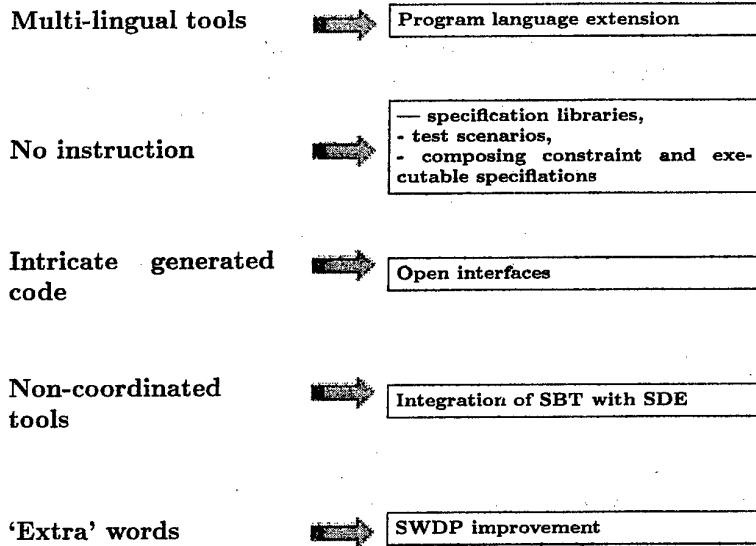 Multi-lingual tools
Program language extension
No instruction
— specification libraries,
- test scenarios,
- composing constraint and exe-
cutable speciflations
Intricate generated
code
Open interfaces
Non-coordinated
tools
Integration of SBT with SDE
‘Extra’ words
SWDP improvement